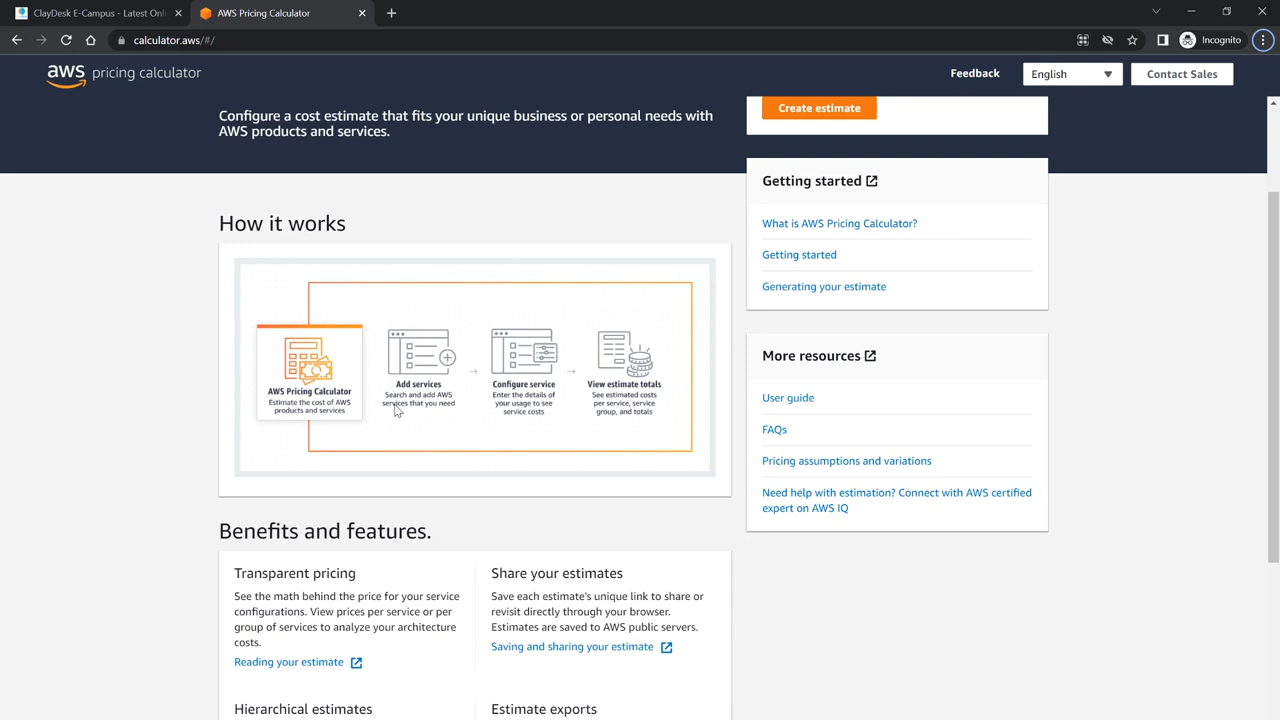 ClayDesk E-Campus - Latest Onli
AWS Pricing Calculator
calculator.aws/#/
Incognito
aws pricing calculator
Feedback
English
Contact Sales
Configure a cost estimate that fits your unique business or personal needs with
AWS products and services.
Create estimate
Getting started
What is AWS Pricing Calculator?
Getting started
Generating your estimate
How it works
AWS Pricing Calculator
Estimate the cost of AWS
products and services
Add services
Search and add AWS
services that you need
Configure service
Enter the details of
your usage to see
service costs
View estimate totals
See estimated costs
per service, service
group, and totals
More resources
User guide
FAQs
Pricing assumptions and variations
Need help with estimation? Connect with AWS certified
expert on AWS IQ
Benefits and features.
Transparent pricing
See the math behind the price for your service
configurations. View prices per service or per
group of services to analyze your architecture
costs.
Reading your estimate
Share your estimates
Save each estimate's unique link to share or
revisit directly through your browser.
Estimates are saved to AWS public servers.
Saving and sharing your estimate
Hierarchical estimates
Estimate exports